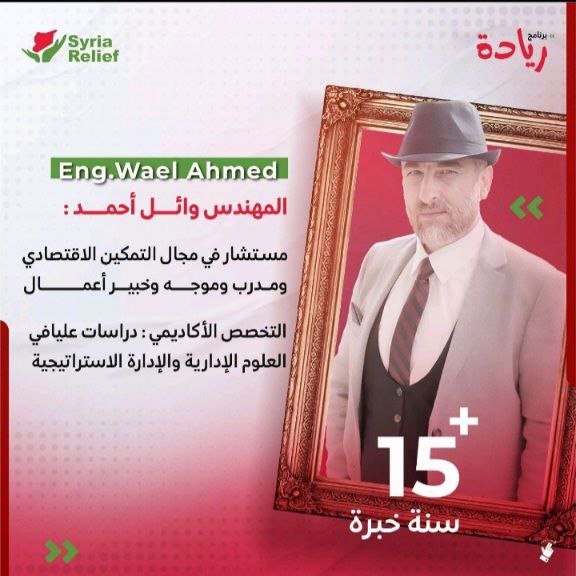 Syria
Relief
برنامج
ريادة
Eng.Wael Ahmed
المهندس وائل أحمد :
مستشار في مجال التمكين الاقتصادي
ومدرب وموجه وخبير أعمال
التخصص الأكاديمي : دراسات عليافي
العلوم الإدارية والإدارة الاستراتيجية
+15
سنة خبرة